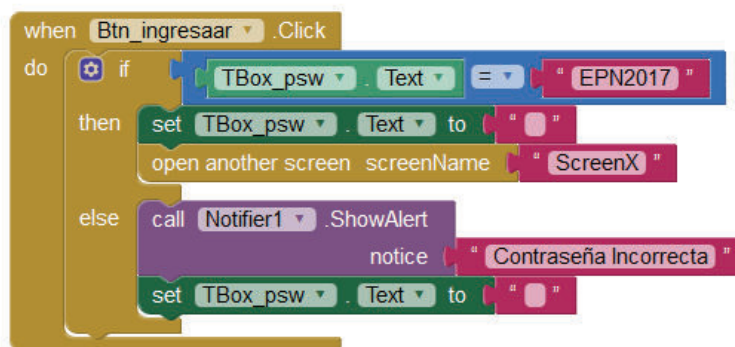 when Btn_ingresaar .Click
do if TBox_psw . Text = " EPN2017 "
then set TBox_psw . Text to " "
open another screen screenName " ScreenX "
else call Notifier1 .ShowAlert
notice " Contraseña Incorrecta "
set TBox_psw . Text to " "